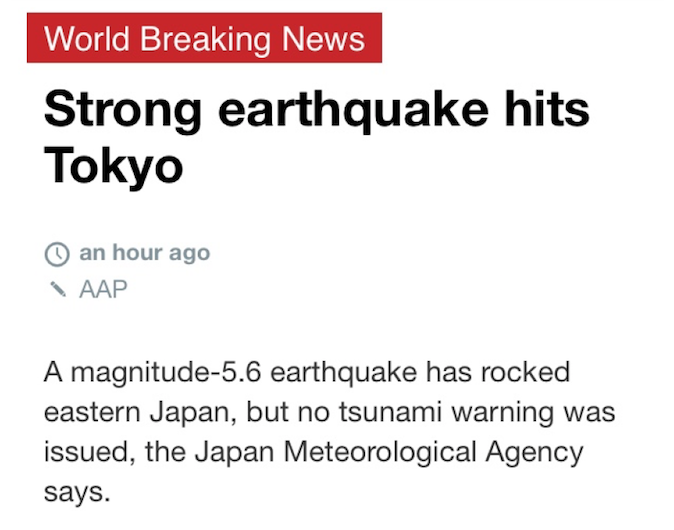 World Breaking News
Strong earthquake hits
Tokyo
an hour ago
AAP
A magnitude-5.6 earthquake has rocked
eastern Japan, but no tsunami warning was
issued, the Japan Meteorological Agency
says.